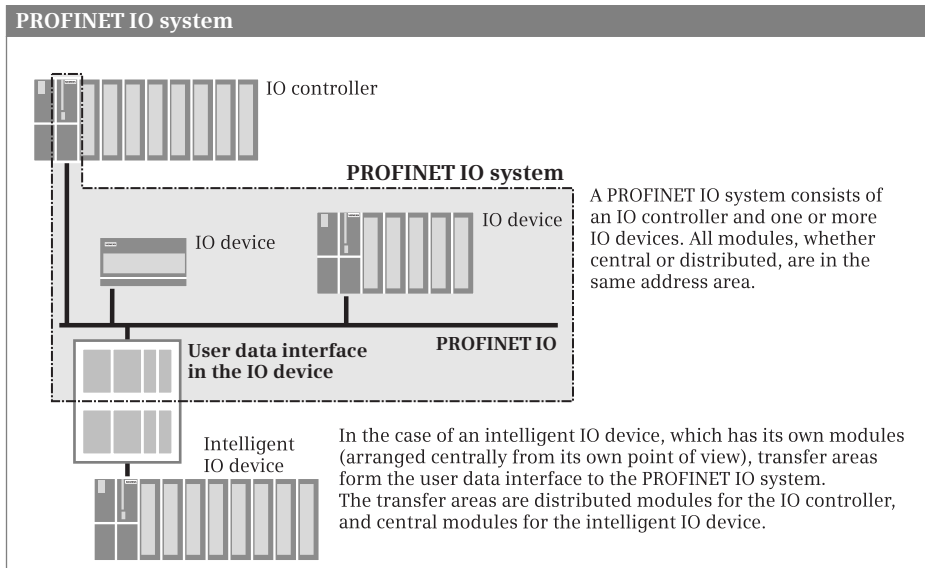 PROFINET IO system
IO controller
PROFINET IO system
IO device
IO device
A PROFINET IO system consists of
an IO controller and one or more
IO devices. All modules, whether
central or distributed, are in the
same address area.
PROFINET IO
User data interface
in the IO device
Intelligent
IO device
In the case of an intelligent IO device, which has its own modules
(arranged centrally from its own point of view), transfer areas
form the user data interface to the PROFINET IO system.
The transfer areas are distributed modules for the IO controller,
and central modules for the intelligent IO device.